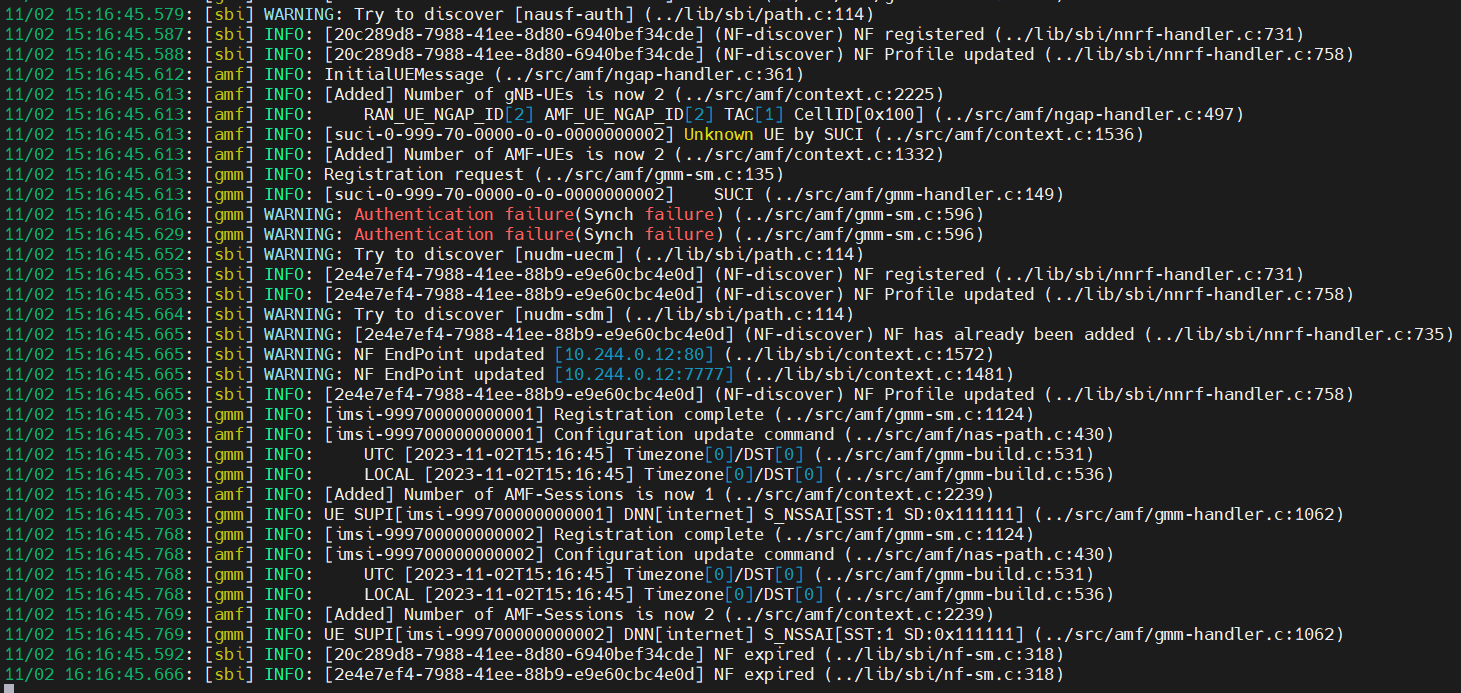 11/02 15:16:45.579: [sbi] WARNING: Try to discover [nausf-auth] (../lib/sbi/path.c:114)
11/02 15:16:45.587: [sbi] INFO: [20c289d8-7988-41ee-8d80-6940bef34cde] (NF-discover) NF registered (../lib/sbi/nnrf-handler.c:731)
11/02 15:16:45.588: [sbi] INFO: [20c289d8-7988-41ee-8d80-6940bef34cde] (NF-discover) NF Profile updated (../lib/sbi/nnrf-handler.c:758)
11/02 15:16:45.612: [amf] INFO: InitialUEMessage (../src/amf/ngap-handler.c:361)
11/02 15:16:45.613: [amf] INFO: [Added] Number of gNB-UEs is now 2 (../src/amf/context.c:2225)
11/02 15:16:45.613: [amf] INFO:     RAN_UE_NGAP_ID[2] AMF_UE_NGAP_ID[2] TAC[1] CellID[0x100] (../src/amf/ngap-handler.c:497)
11/02 15:16:45.613: [amf] INFO: [suci-0-999-70-0000-0-0-0000000002] Unknown UE by SUCI (../src/amf/context.c:1536)
11/02 15:16:45.613: [amf] INFO: [Added] Number of AMF-UEs is now 2 (../src/amf/context.c:1332)
11/02 15:16:45.613: [gmm] INFO: Registration request (../src/amf/gmm-sm.c:135)
11/02 15:16:45.613: [gmm] INFO: [suci-0-999-70-0000-0-0-0000000002]    SUCI (../src/amf/gmm-handler.c:149)
11/02 15:16:45.616: [gmm] WARNING: Authentication failure(Synch failure) (../src/amf/gmm-sm.c:596)
11/02 15:16:45.629: [gmm] WARNING: Authentication failure(Synch failure) (../src/amf/gmm-sm.c:596)
11/02 15:16:45.652: [sbi] WARNING: Try to discover [nudm-uecm] (../lib/sbi/path.c:114)
11/02 15:16:45.653: [sbi] INFO: [2e4e7ef4-7988-41ee-88b9-e9e60cbc4e0d] (NF-discover) NF registered (../lib/sbi/nnrf-handler.c:731)
11/02 15:16:45.653: [sbi] INFO: [2e4e7ef4-7988-41ee-88b9-e9e60cbc4e0d] (NF-discover) NF Profile updated (../lib/sbi/nnrf-handler.c:758)
11/02 15:16:45.664: [sbi] WARNING: Try to discover [nudm-sdm] (../lib/sbi/path.c:114)
11/02 15:16:45.665: [sbi] WARNING: [2e4e7ef4-7988-41ee-88b9-e9e60cbc4e0d] (NF-discover) NF has already been added (../lib/sbi/nnrf-handler.c:735)
11/02 15:16:45.665: [sbi] WARNING: NF EndPoint updated [10.244.0.12:80] (../lib/sbi/context.c:1572)
11/02 15:16:45.665: [sbi] WARNING: NF EndPoint updated [10.244.0.12:7777] (../lib/sbi/context.c:1481)
11/02 15:16:45.665: [sbi] INFO: [2e4e7ef4-7988-41ee-88b9-e9e60cbc4e0d] (NF-discover) NF Profile updated (../lib/sbi/nnrf-handler.c:758)
11/02 15:16:45.703: [gmm] INFO: [imsi-999700000000001] Registration complete (../src/amf/gmm-sm.c:1124)
11/02 15:16:45.703: [amf] INFO: [imsi-999700000000001] Configuration update command (../src/amf/nas-path.c:430)
11/02 15:16:45.703: [gmm] INFO:     UTC [2023-11-02T15:16:45] Timezone[0]/DST[0] (../src/amf/gmm-build.c:531)
11/02 15:16:45.703: [gmm] INFO:     LOCAL [2023-11-02T15:16:45] Timezone[0]/DST[0] (../src/amf/gmm-build.c:536)
11/02 15:16:45.703: [amf] INFO: [Added] Number of AMF-Sessions is now 1 (../src/amf/context.c:2239)
11/02 15:16:45.703: [gmm] INFO: UE SUPI[imsi-999700000000001] DNN[internet] S_NSSAI[SST:1 SD:0x111111] (../src/amf/gmm-handler.c:1062)
11/02 15:16:45.768: [gmm] INFO: [imsi-999700000000002] Registration complete (../src/amf/gmm-sm.c:1124)
11/02 15:16:45.768: [amf] INFO: [imsi-999700000000002] Configuration update command (../src/amf/nas-path.c:430)
11/02 15:16:45.768: [gmm] INFO:     UTC [2023-11-02T15:16:45] Timezone[0]/DST[0] (../src/amf/gmm-build.c:531)
11/02 15:16:45.768: [gmm] INFO:     LOCAL [2023-11-02T15:16:45] Timezone[0]/DST[0] (../src/amf/gmm-build.c:536)
11/02 15:16:45.769: [amf] INFO: [Added] Number of AMF-Sessions is now 2 (../src/amf/context.c:2239)
11/02 15:16:45.769: [gmm] INFO: UE SUPI[imsi-999700000000002] DNN[internet] S_NSSAI[SST:1 SD:0x111111] (../src/amf/gmm-handler.c:1062)
11/02 16:16:45.592: [sbi] INFO: [20c289d8-7988-41ee-8d80-6940bef34cde] NF expired (../lib/sbi/nf-sm.c:318)
11/02 16:16:45.666: [sbi] INFO: [2e4e7ef4-7988-41ee-88b9-e9e60cbc4e0d] NF expired (../lib/sbi/nf-sm.c:318)